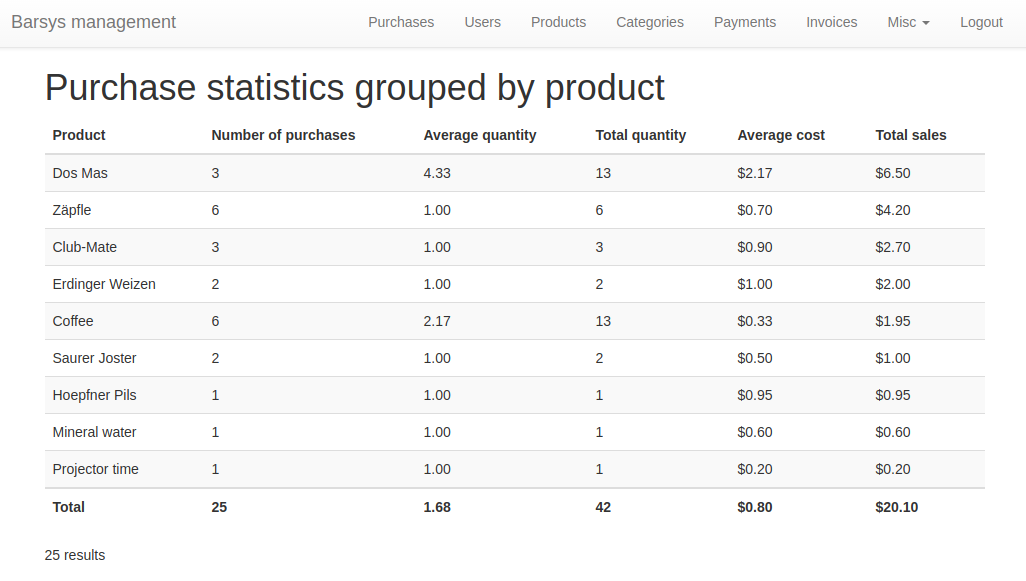 Barsys management Purchases Users Products Categories Payments Invoices Misc Logout
Purchase statistics grouped by product
Product Number of purchases Average quantity Total quantity Average cost Total sales
Dos Mas 3 4.33 13 $2.17 $6.50
Zäpfle 6 1.00 6 $0.70 $4.20
Club-Mate 3 1.00 3 $0.90 $2.70
Erdinger Weizen 2 1.00 2 $1.00 $2.00
Coffee 6 2.17 13 $0.33 $1.95
Saurer Joster 2 1.00 2 $0.50 $1.00
Hoepfner Pils 1 1.00 1 $0.95 $0.95
Mineral water 1 1.00 1 $0.60 $0.60
Projector time 1 1.00 1 $0.20 $0.20
Total 25 1.68 42 $0.80 $20.10
25 results